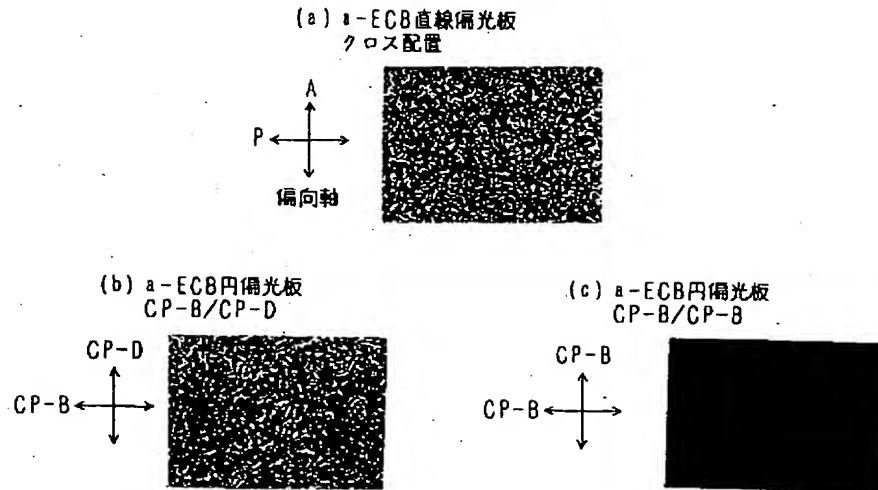 (a) a-ECB直線偏光板
クロス配置
A
P
偏向軸
(b) a-ECB円偏光板
CP-B/CP-D
CP-D
CP-B
(c) a-ECB円偏光板
CP-B/CP-B
CP-B
CP-B